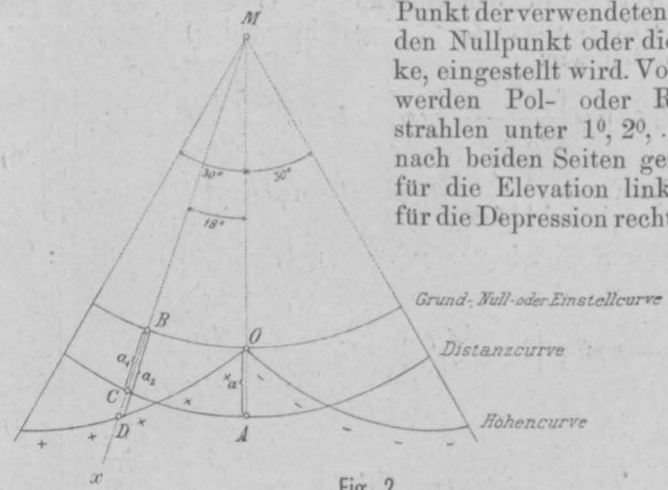 Punkt der verwendeten
den Nullpunkt oder die
ke, eingestellt wird. Vo
werden Pol- oder R
strahlen unter 1⁰, 2⁰,
nach beiden Seiten ge
für die Elevation link
für die Depression recht
M
30° 30°
18°
Grund-, Null- oder Einstellcurve
B
O
Distanzcurve
a₁
a₂
+a
C
D
A
Höhencurve
x
Fig. 2